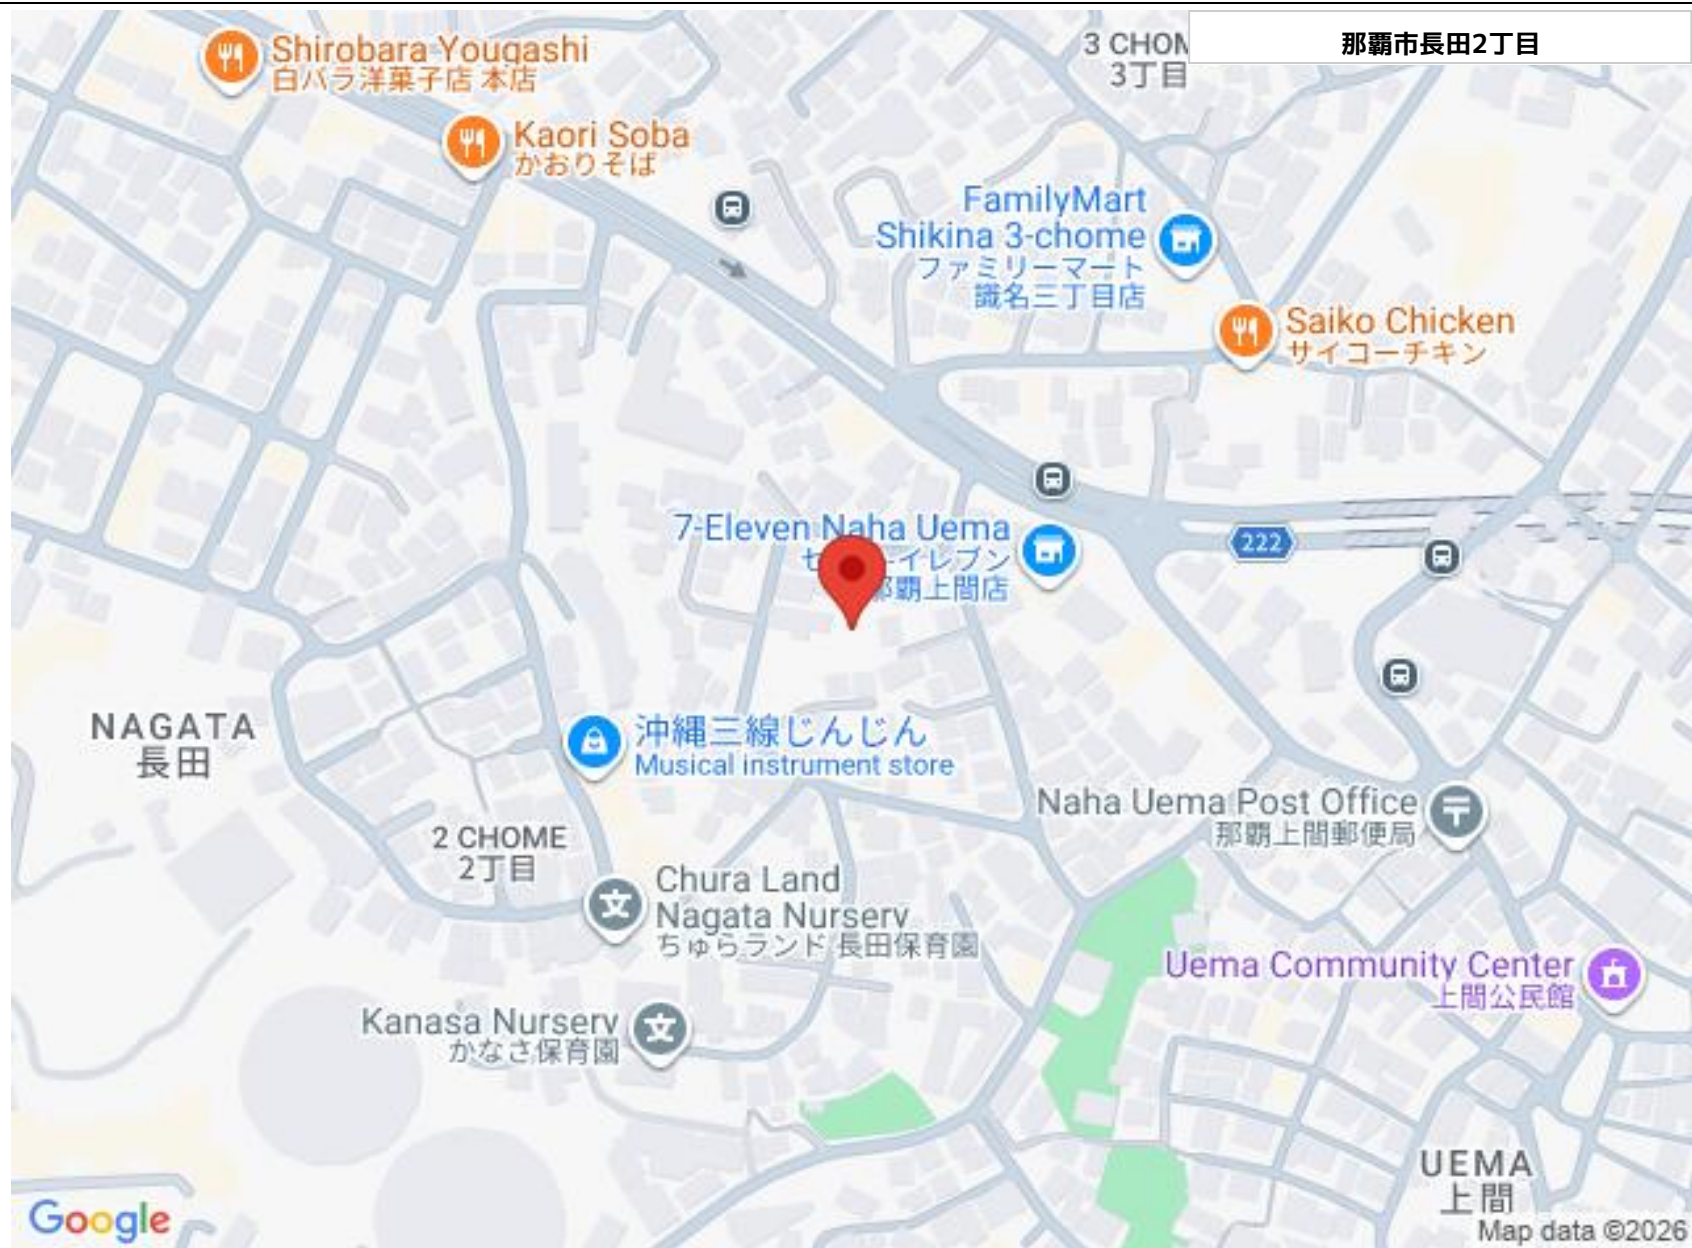 Shirobara Yougashi
白バラ洋菓子店 本店
3 CHOM
3丁目
那覇市長田2丁目
Kaori Soba
かおりそば
FamilyMart
Shikina 3-chome
ファミリーマート
識名三丁目店
Saiko Chicken
サイコーチキン
7-Eleven Naha Uema
イレブン
那覇上間店
222
NAGATA
長田
沖縄三線じんじん
Musical instrument store
Naha Uema Post Office
那覇上間郵便局
2 CHOME
2丁目
Chura Land
Nagata Nursery
ちゅらランド 長田保育園
Uema Community Center
上間公民館
Kanasa Nursery
かなさ保育園
UEMA
上間
Google
Map data ©2026